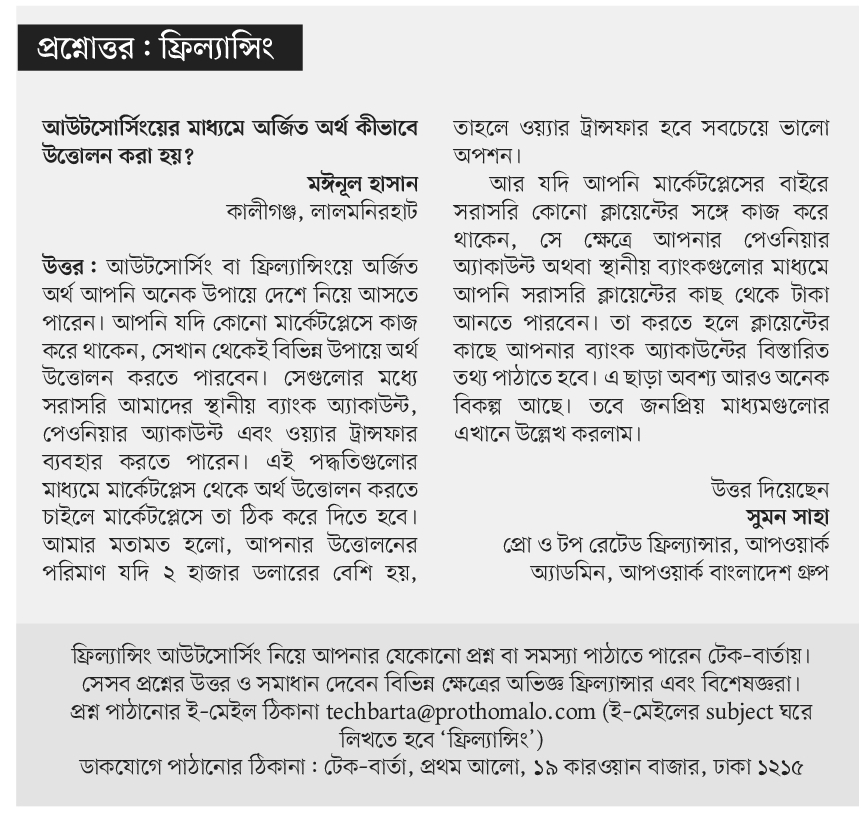 প্রশ্নোত্তর : ফ্রিল্যান্সিং
আউটসোর্সিংয়ের মাধ্যমে অর্জিত অর্থ কীভাবে
উত্তোলন করা হয়?
মঈনূল হাসান
কালীগঞ্জ, লালমনিরহাট
উত্তর : আউটসোর্সিং বা ফ্রিল্যান্সিংয়ে অর্জিত
অর্থ আপনি অনেক উপায়ে দেশে নিয়ে আসতে
পারেন। আপনি যদি কোনো মার্কেটপ্লেসে কাজ
করে থাকেন, সেখান থেকেই বিভিন্ন উপায়ে অর্থ
উত্তোলন করতে পারবেন। সেগুলোর মধ্যে
সরাসরি আমাদের স্থানীয় ব্যাংক অ্যাকাউন্ট,
পেওনিয়ার অ্যাকাউন্ট এবং ওয়্যার ট্রান্সফার
ব্যবহার করতে পারেন। এই পদ্ধতিগুলোর
মাধ্যমে মার্কেটপ্লেস থেকে অর্থ উত্তোলন করতে
চাইলে মার্কেটপ্লেসে তা ঠিক করে দিতে হবে।
আমার মতামত হলো, আপনার উত্তোলনের
পরিমাণ যদি ২ হাজার ডলারের বেশি হয়,
তাহলে ওয়্যার ট্রান্সফার হবে সবচেয়ে ভালো
অপশন।
আর যদি আপনি মার্কেটপ্লেসের বাইরে
সরাসরি কোনো ক্লায়েন্টের সঙ্গে কাজ করে
থাকেন, সে ক্ষেত্রে আপনার পেওনিয়ার
অ্যাকাউন্ট অথবা স্থানীয় ব্যাংকগুলোর মাধ্যমে
আপনি সরাসরি ক্লায়েন্টের কাছ থেকে টাকা
আনতে পারবেন। তা করতে হলে ক্লায়েন্টের
কাছে আপনার ব্যাংক অ্যাকাউন্টের বিস্তারিত
তথ্য পাঠাতে হবে। এ ছাড়া অবশ্য আরও অনেক
বিকল্প আছে। তবে জনপ্রিয় মাধ্যমগুলোর
এখানে উল্লেখ করলাম।
উত্তর দিয়েছেন
সুমন সাহা
প্রো ও টপ রেটেড ফ্রিল্যান্সার, আপওয়ার্ক
অ্যাডমিন, আপওয়ার্ক বাংলাদেশ গ্রুপ
ফ্রিল্যান্সিং আউটসোর্সিং নিয়ে আপনার যেকোনো প্রশ্ন বা সমস্যা পাঠাতে পারেন টেক-বার্তায়।
সেসব প্রশ্নের উত্তর ও সমাধান দেবেন বিভিন্ন ক্ষেত্রের অভিজ্ঞ ফ্রিল্যান্সার এবং বিশেষজ্ঞরা।
প্রশ্ন পাঠানোর ই-মেইল ঠিকানা techbarta@prothomalo.com (ই-মেইলের subject ঘরে
লিখতে হবে ‘ফ্রিল্যান্সিং’)
ডাকযোগে পাঠানোর ঠিকানা : টেক-বার্তা, প্রথম আলো, ১৯ কারওয়ান বাজার, ঢাকা ১২১৫